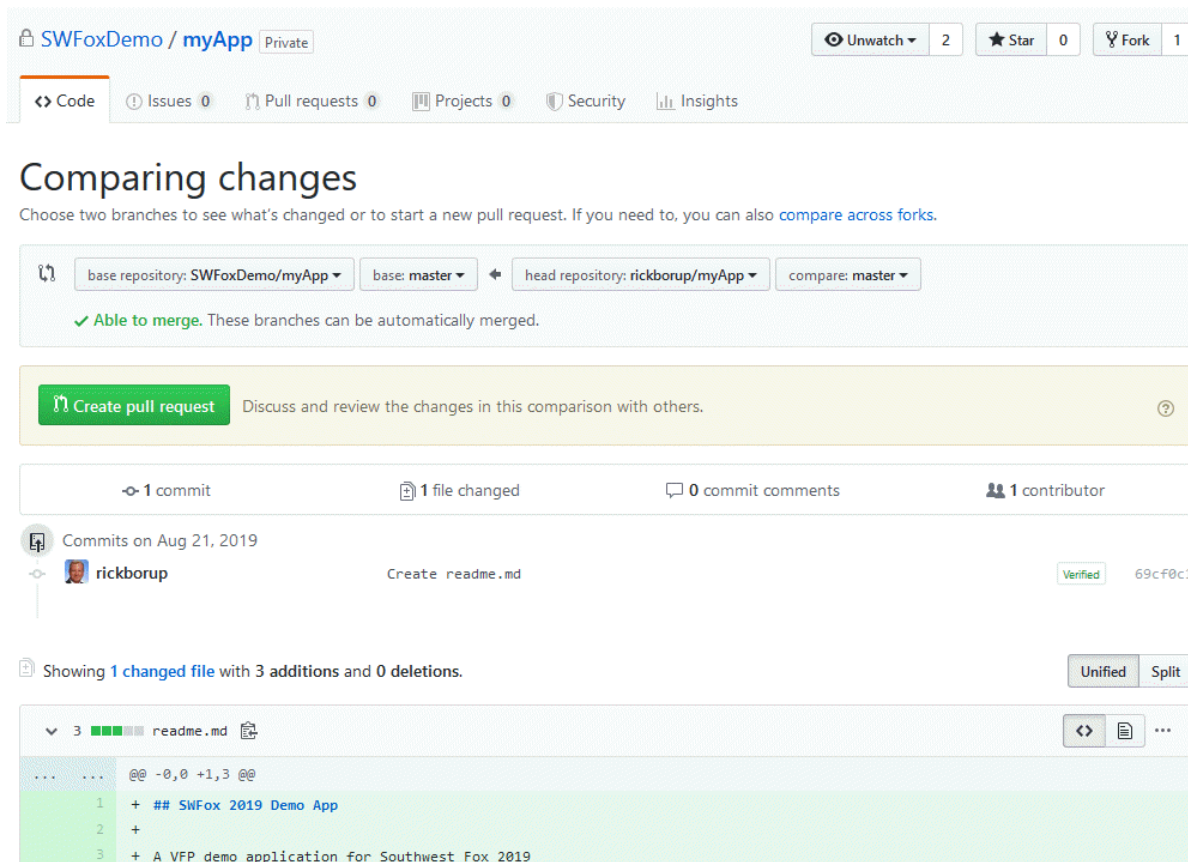 SWFoxDemo / myApp Private Unwatch 2 Star 0 Fork 1
Code Issues 0 Pull requests 0 Projects 0 Security Insights
Comparing changes
Choose two branches to see what's changed or to start a new pull request. If you need to, you can also compare across forks.
base repository: SWFoxDemo/myApp base: master head repository: rickborup/myApp compare: master
Able to merge. These branches can be automatically merged.
Create pull request Discuss and review the changes in this comparison with others.
1 commit 1 file changed 0 commit comments 1 contributor
Commits on Aug 21, 2019
rickborup Create readme.md Verified 69cf0c
Showing 1 changed file with 3 additions and 0 deletions. Unified Split
3 readme.md
... ... @@ -0,0 +1,3 @@
1 + ## SWFox 2019 Demo App
2 +
3 + A VFP demo application for Southwest Fox 2019